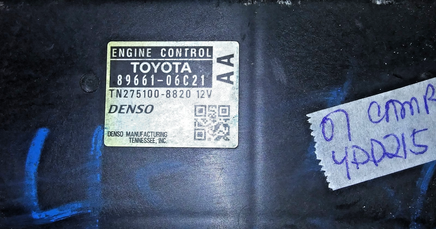 ENGINE CONTROL
TOYOTA
89661-06C21
AA
TN275100-8820 12V
DENSO
DENSO MANUFACTURING
TENNESSEE, INC.
07 CAMR
YDD215